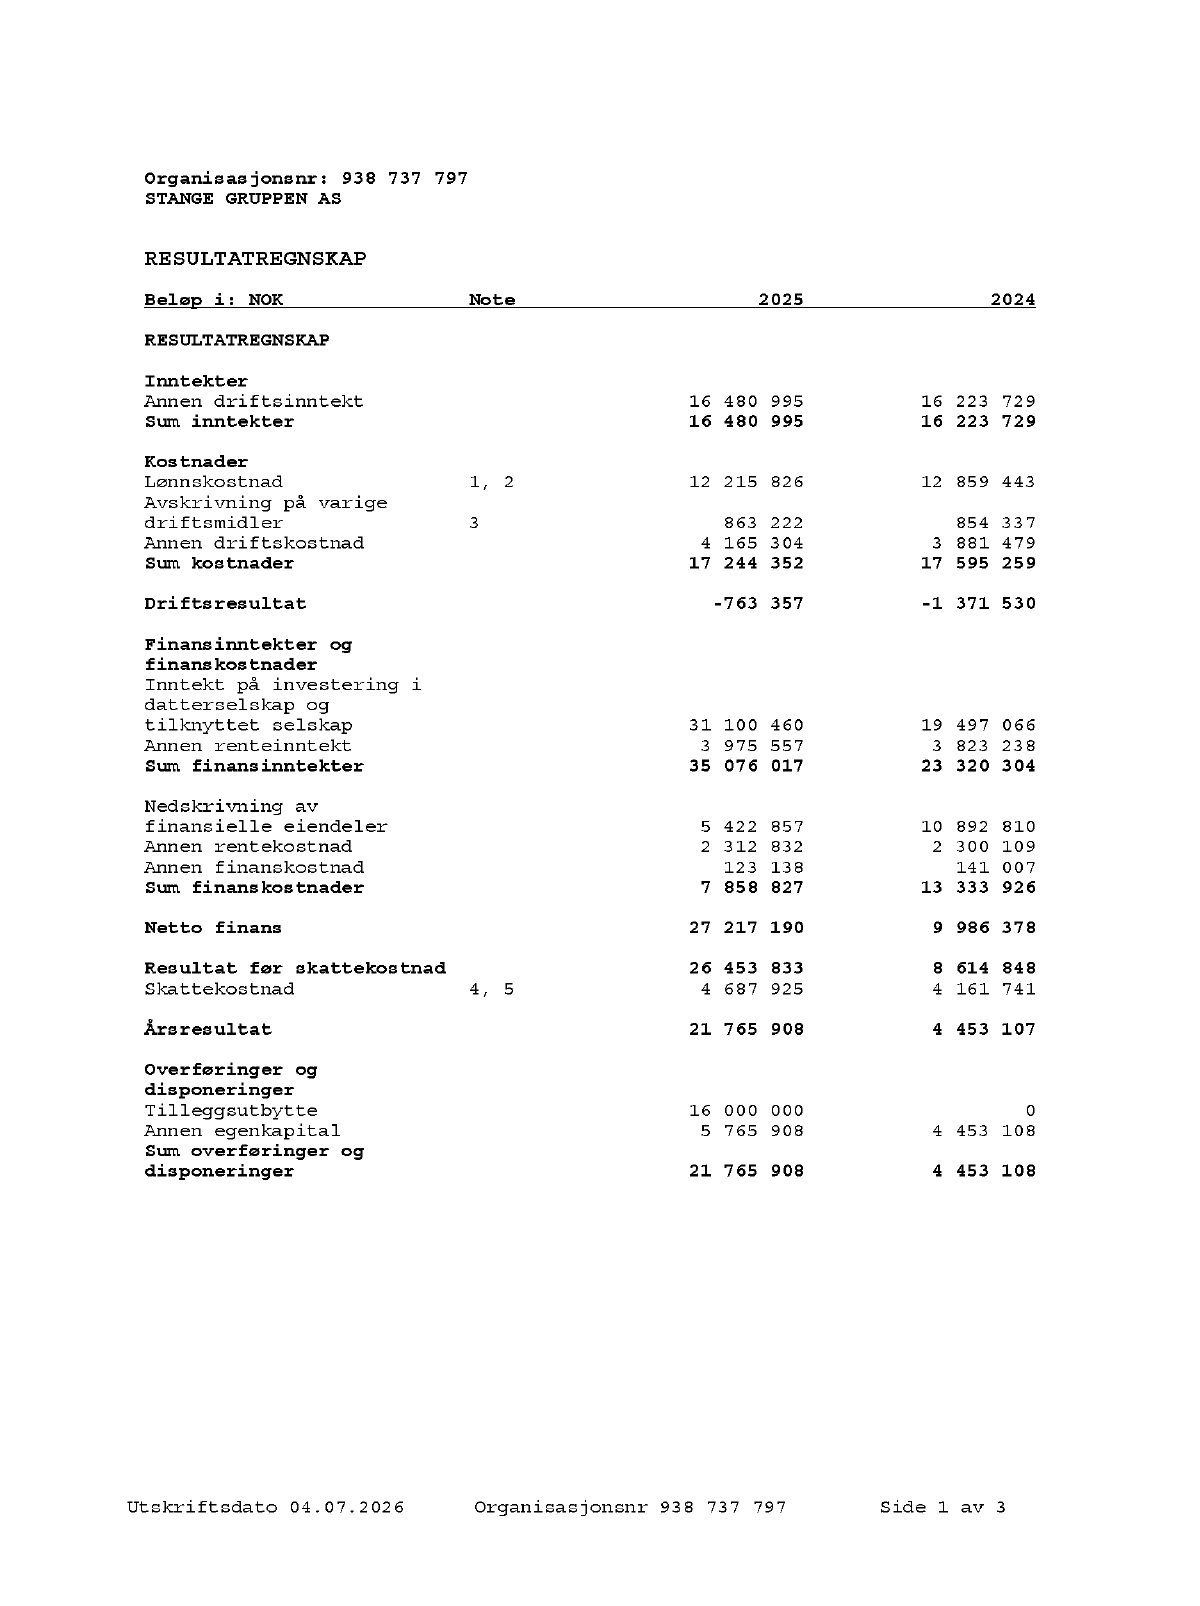 Organisasjonsnr: 938 737 797
STANGE GRUPPEN AS
RESULTATREGNSKAP
Beløp i: NOK Note 2025 2024
RESULTATREGNSKAP
Inntekter
Annen driftsinntekt 16 480 995 16 223 729
Sum inntekter 16 480 995 16 223 729
Kostnader
Lønnskostnad 1, 2 12 215 826 12 859 443
Avskrivning på varige
driftsmidler 3 863 222 854 337
Annen driftskostnad 4 165 304 3 881 479
Sum kostnader 17 244 352 17 595 259
Driftsresultat -763 357 -1 371 530
Finansinntekter og
finanskostnader
Inntekt på investering i
datterselskap og
tilknyttet selskap 31 100 460 19 497 066
Annen renteinntekt 3 975 557 3 823 238
Sum finansinntekter 35 076 017 23 320 304
Nedskrivning av
finansielle eiendeler 5 422 857 10 892 810
Annen rentekostnad 2 312 832 2 300 109
Annen finanskostnad 123 138 141 007
Sum finanskostnader 7 858 827 13 333 926
Netto finans 27 217 190 9 986 378
Resultat før skattekostnad 26 453 833 8 614 848
Skattekostnad 4, 5 4 687 925 4 161 741
Årsresultat 21 765 908 4 453 107
Overføringer og
disponeringer
Tilleggsutbytte 16 000 000 0
Annen egenkapital 5 765 908 4 453 108
Sum overføringer og
disponeringer 21 765 908 4 453 108
Utskriftsdato 04.07.2026 Organisasjonsnr 938 737 797 Side 1 av 3